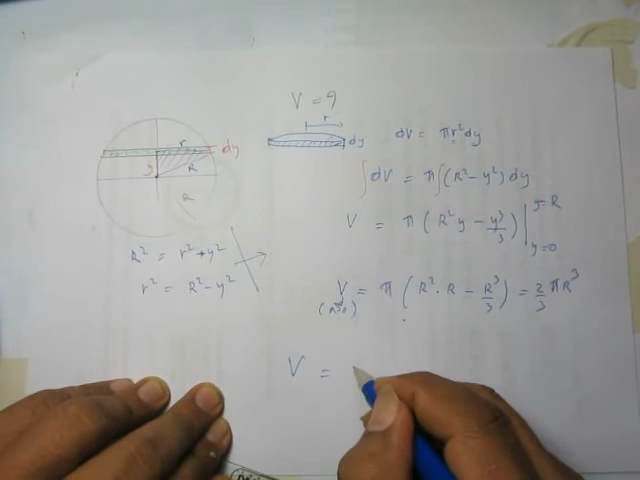 V = ?
r
r
dy
y
R
R
dy
dV = πr²dy
∫dV = π∫(R²-y²)dy
V = π(R²y - y³/3)|y=R y=0
R² = r²+y²
r² = R²-y²
V = π(R²·R - R³/3) = 2/3 πR³
V =